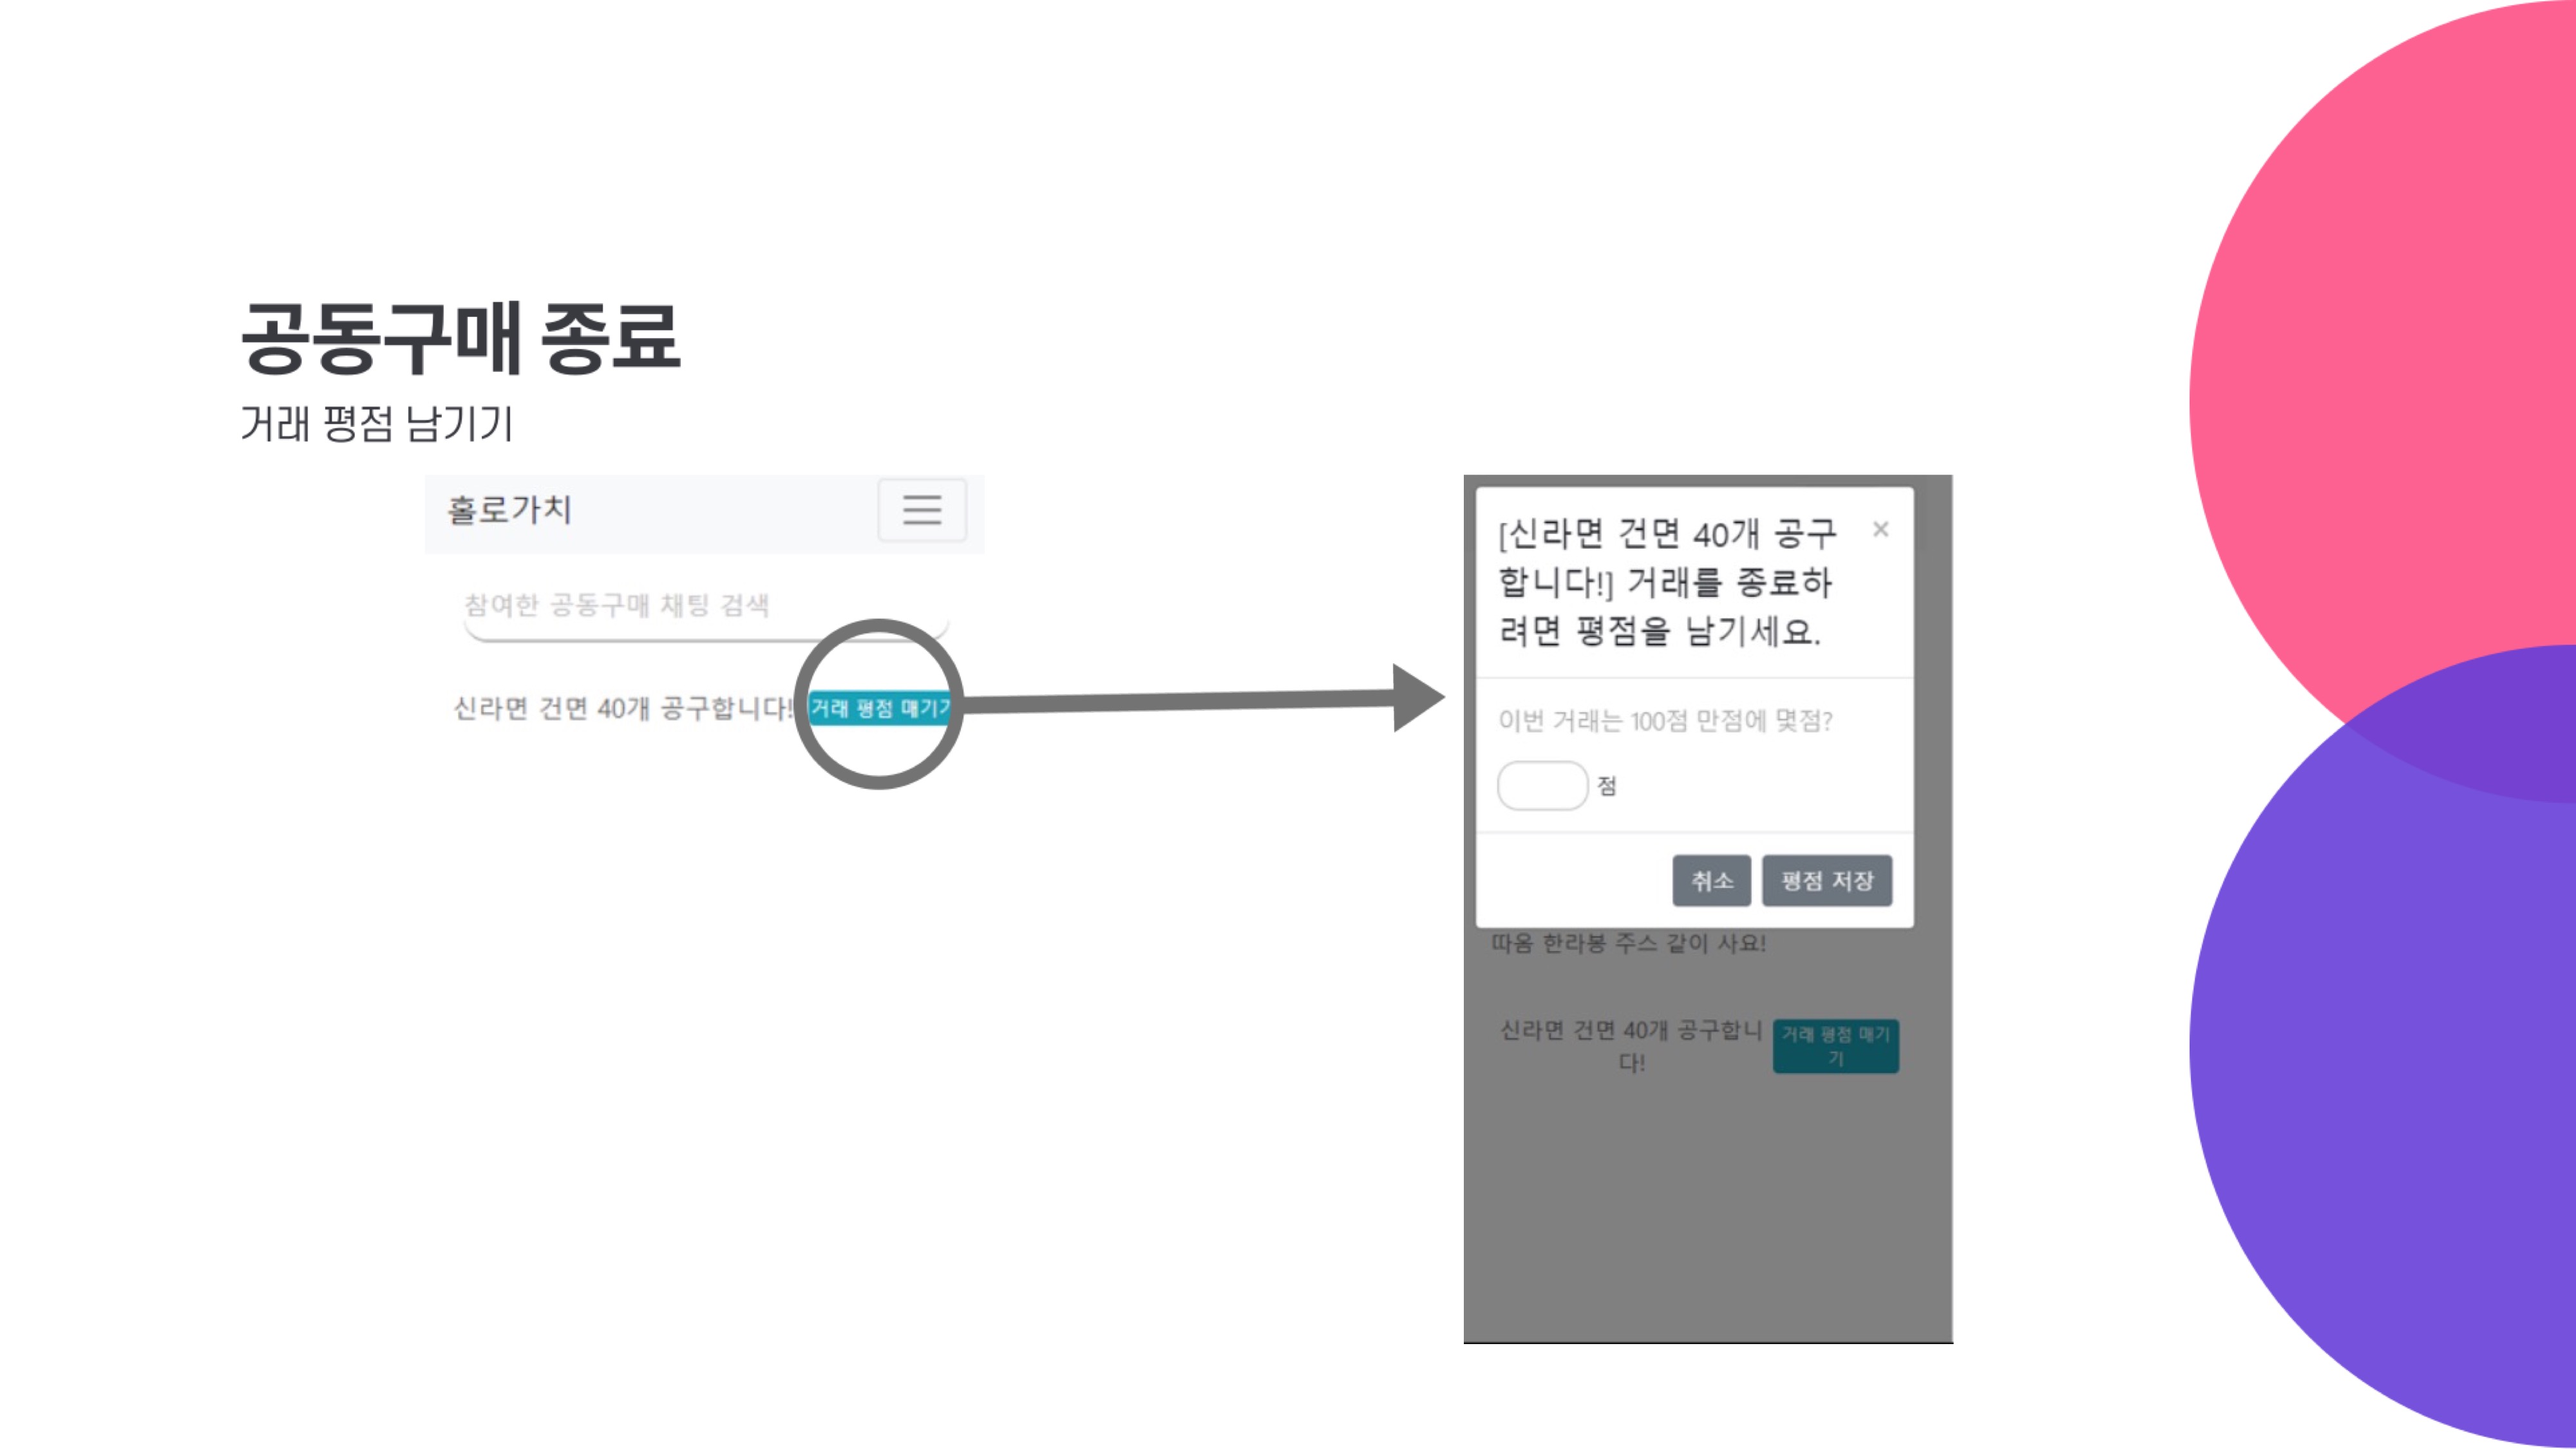 공동구매 종료
거래 평점 남기기
홀로가치
참여한 공동구매 채팅 검색
신라면 건면 40개 공구합니다! 거래 평점 매기기
[신라면 건면 40개 공구 ×
합니다!] 거래를 종료하
려면 평점을 남기세요.
이번 거래는 100점 만점에 몇점?
점
취소 평점 저장
따옴 한라봉 주스 같이 사요!
신라면 건면 40개 공구합니
다!
거래 평점 매기
기